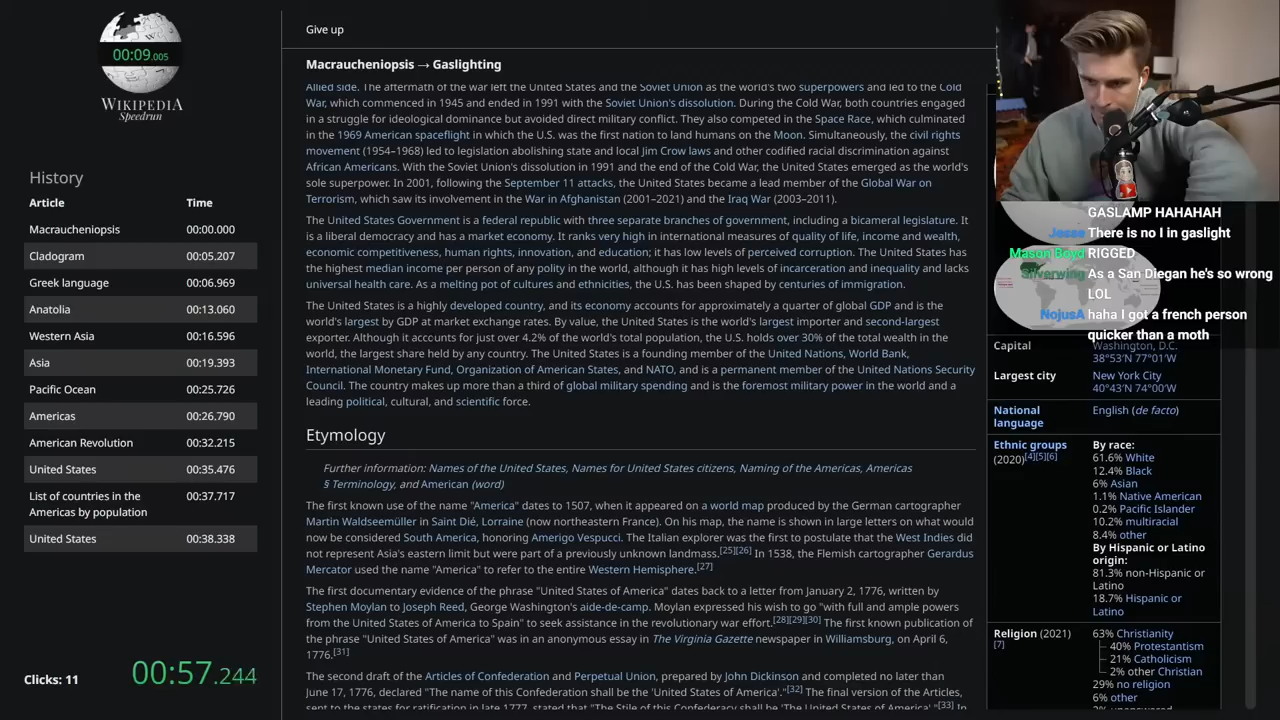 00:09.005
WIKIPEDIA
Speedrun
History
Article Time
Macraucheniopsis 00:00.000
Cladogram 00:05.207
Greek language 00:06.969
Anatolia 00:13.060
Western Asia 00:16.596
Asia 00:19.393
Pacific Ocean 00:25.726
Americas 00:26.790
American Revolution 00:32.215
United States 00:35.476
List of countries in the
Americas by population 00:37.717
United States 00:38.338
Clicks: 11 00:57.244
Give up
Macraucheniopsis → Gaslighting
Allied side. The aftermath of the war left the United States and the Soviet Union as the world's two superpowers and led to the Cold
War, which commenced in 1945 and ended in 1991 with the Soviet Union's dissolution. During the Cold War, both countries engaged
in a struggle for ideological dominance but avoided direct military conflict. They also competed in the Space Race, which culminated
in the 1969 American spaceflight in which the U.S. was the first nation to land humans on the Moon. Simultaneously, the civil rights
movement (1954–1968) led to legislation abolishing state and local Jim Crow laws and other codified racial discrimination against
African Americans. With the Soviet Union's dissolution in 1991 and the end of the Cold War, the United States emerged as the world's
sole superpower. In 2001, following the September 11 attacks, the United States became a lead member of the Global War on
Terrorism, which saw its involvement in the War in Afghanistan (2001–2021) and the Iraq War (2003–2011).
The United States Government is a federal republic with three separate branches of government, including a bicameral legislature. It
is a liberal democracy and has a market economy. It ranks very high in international measures of quality of life, income and wealth,
economic competitiveness, human rights, innovation, and education; it has low levels of perceived corruption. The United States has
the highest median income per person of any polity in the world, although it has high levels of incarceration and inequality and lacks
universal health care. As a melting pot of cultures and ethnicities, the U.S. has been shaped by centuries of immigration.
The United States is a highly developed country, and its economy accounts for approximately a quarter of global GDP and is the
world's largest by GDP at market exchange rates. By value, the United States is the world's largest importer and second-largest
exporter. Although it accounts for just over 4.2% of the world's total population, the U.S. holds over 30% of the total wealth in the
world, the largest share held by any country. The United States is a founding member of the United Nations, World Bank,
International Monetary Fund, Organization of American States, and NATO, and is a permanent member of the United Nations Security
Council. The country makes up more than a third of global military spending and is the foremost military power in the world and a
leading political, cultural, and scientific force.
Etymology
Further information: Names of the United States, Names for United States citizens, Naming of the Americas, Americas
§ Terminology, and American (word)
The first known use of the name "America" dates to 1507, when it appeared on a world map produced by the German cartographer
Martin Waldseemüller in Saint Dié, Lorraine (now northeastern France). On his map, the name is shown in large letters on what would
now be considered South America, honoring Amerigo Vespucci. The Italian explorer was the first to postulate that the West Indies did
not represent Asia's eastern limit but were part of a previously unknown landmass.[25][26] In 1538, the Flemish cartographer Gerardus
Mercator used the name "America" to refer to the entire Western Hemisphere.[27]
The first documentary evidence of the phrase "United States of America" dates back to a letter from January 2, 1776, written by
Stephen Moylan to Joseph Reed, George Washington's aide-de-camp. Moylan expressed his wish to go "with full and ample powers
from the United States of America to Spain" to seek assistance in the revolutionary war effort.[28][29][30] The first known publication of
the phrase "United States of America" was in an anonymous essay in The Virginia Gazette newspaper in Williamsburg, on April 6,
1776.[31]
The second draft of the Articles of Confederation and Perpetual Union, prepared by John Dickinson and completed no later than
June 17, 1776, declared "The name of this Confederation shall be the 'United States of America'."[32] The final version of the Articles,
sent to the states for ratification in late 1777, stated that "The Stile of this Confederacy shall be 'The United States of America'."[33] In
GASLAMP HAHAHAH
Jesse There is no I in gaslight
Mason Boyd RIGGED
Silverwing As a San Diegan he's so wrong
LOL
NojusA haha I got a french person
quicker than a moth
Capital Washington, D.C.
38°53′N 77°01′W
Largest city New York City
40°43′N 74°00′W
National
language English (de facto)
Ethnic groups
(2020)[4][5][6]
By race:
61.6% White
12.4% Black
6% Asian
1.1% Native American
0.2% Pacific Islander
10.2% multiracial
8.4% other
By Hispanic or Latino
origin:
81.3% non-Hispanic or
Latino
18.7% Hispanic or
Latino
Religion (2021)
[7]
63% Christianity
40% Protestantism
21% Catholicism
2% other Christian
29% no religion
6% other